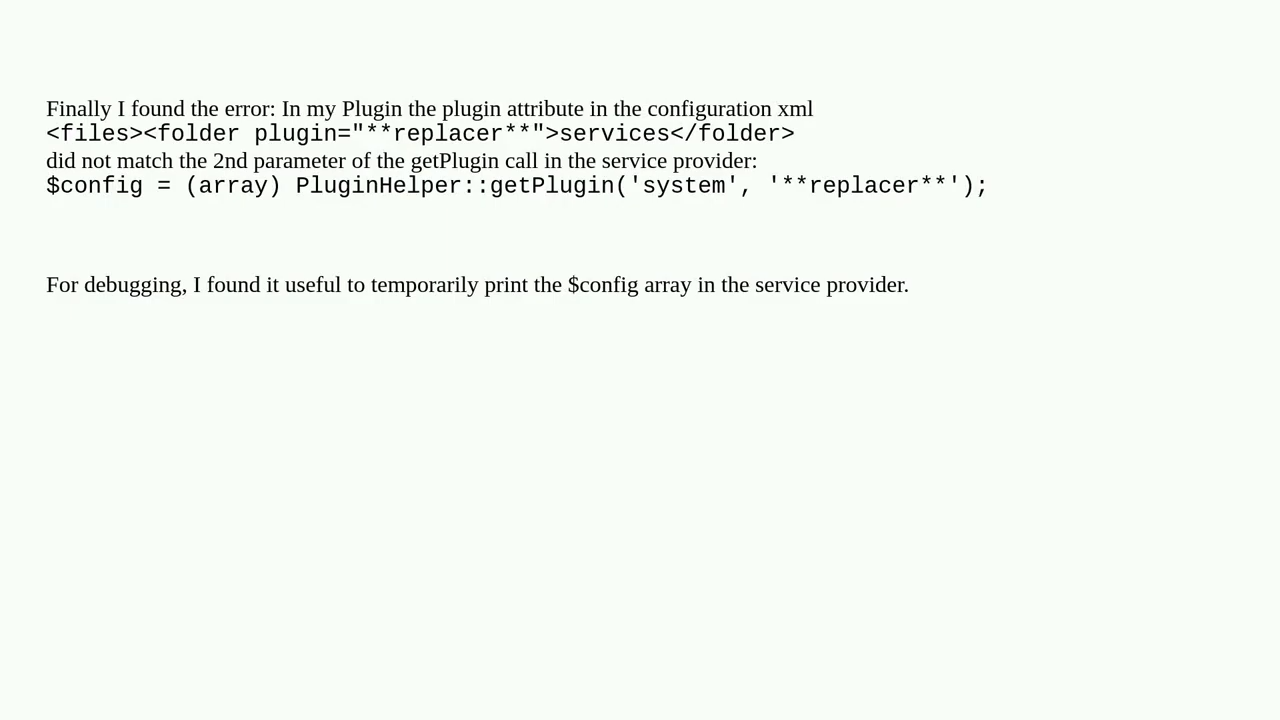 Finally I found the error: In my Plugin the plugin attribute in the configuration xml
<files><folder plugin="**replacer**">services</folder>
did not match the 2nd parameter of the getPlugin call in the service provider:
$config = (array) PluginHelper::getPlugin('system', '**replacer**');
For debugging, I found it useful to temporarily print the $config array in the service provider.